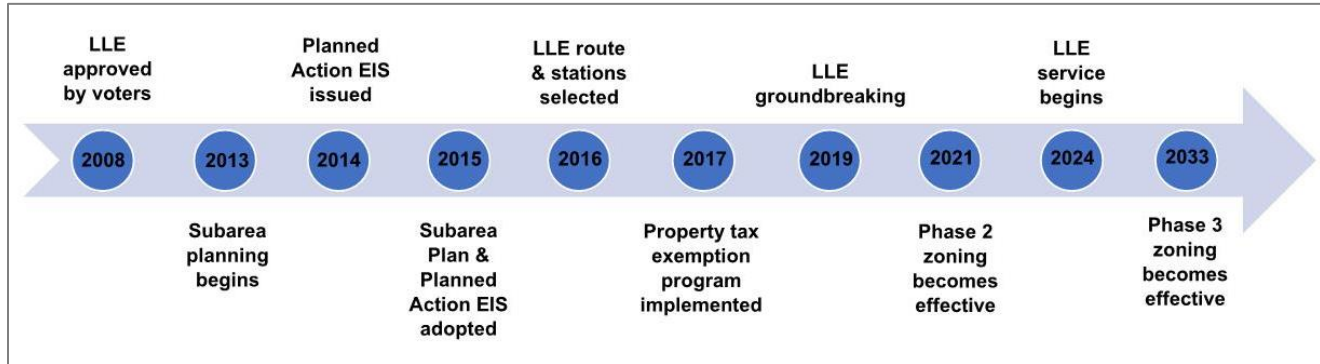 LLE
approved
by voters
Planned
Action EIS
issued
LLE route
& stations
selected
LLE
groundbreaking
LLE
service
begins
2008
2013
2014
2015
2016
2017
2019
2021
2024
2033
Subarea
planning
begins
Subarea
Plan &
Planned
Action EIS
adopted
Property tax
exemption
program
implemented
Phase 2
zoning
becomes
effective
Phase 3
zoning
becomes
effective